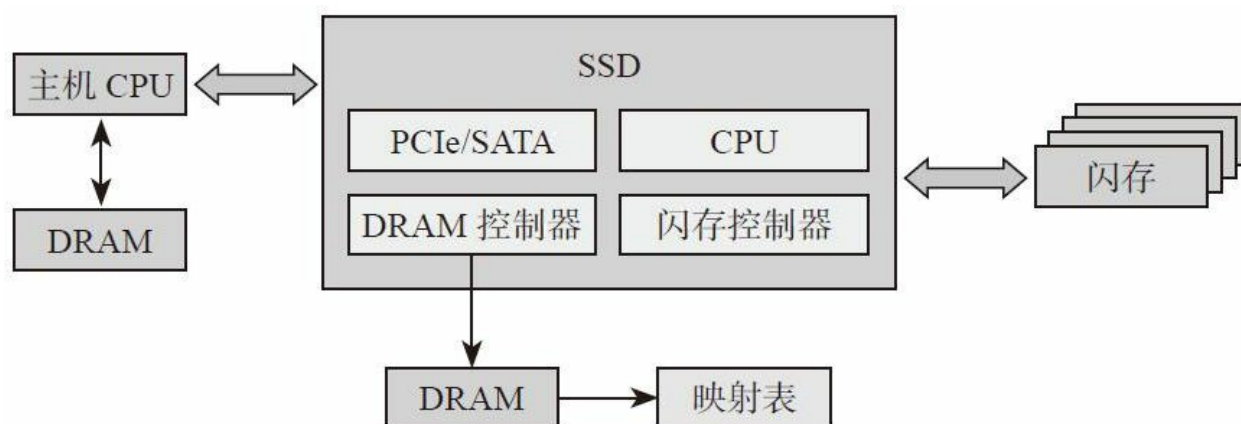 SSD
主机 CPU
PCIe/SATA
CPU
DRAM 控制器
闪存控制器
闪存
DRAM
DRAM
映射表